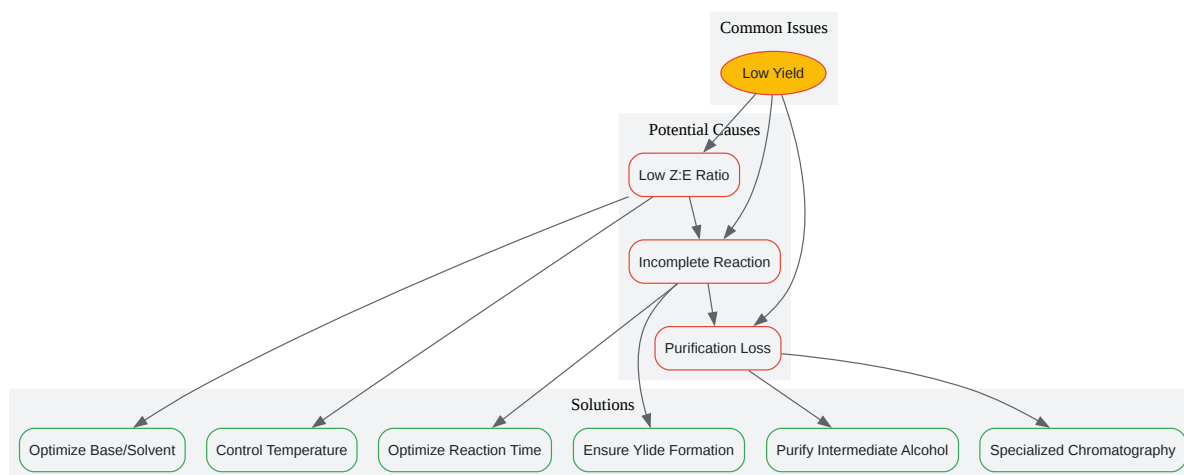 Common Issues
Low Yield
Potential Causes
Low Z:E Ratio
Incomplete Reaction
Purification Loss
Solutions
Optimize Base/Solvent
Control Temperature
Optimize Reaction Time
Ensure Ylide Formation
Purify Intermediate Alcohol
Specialized Chromatography